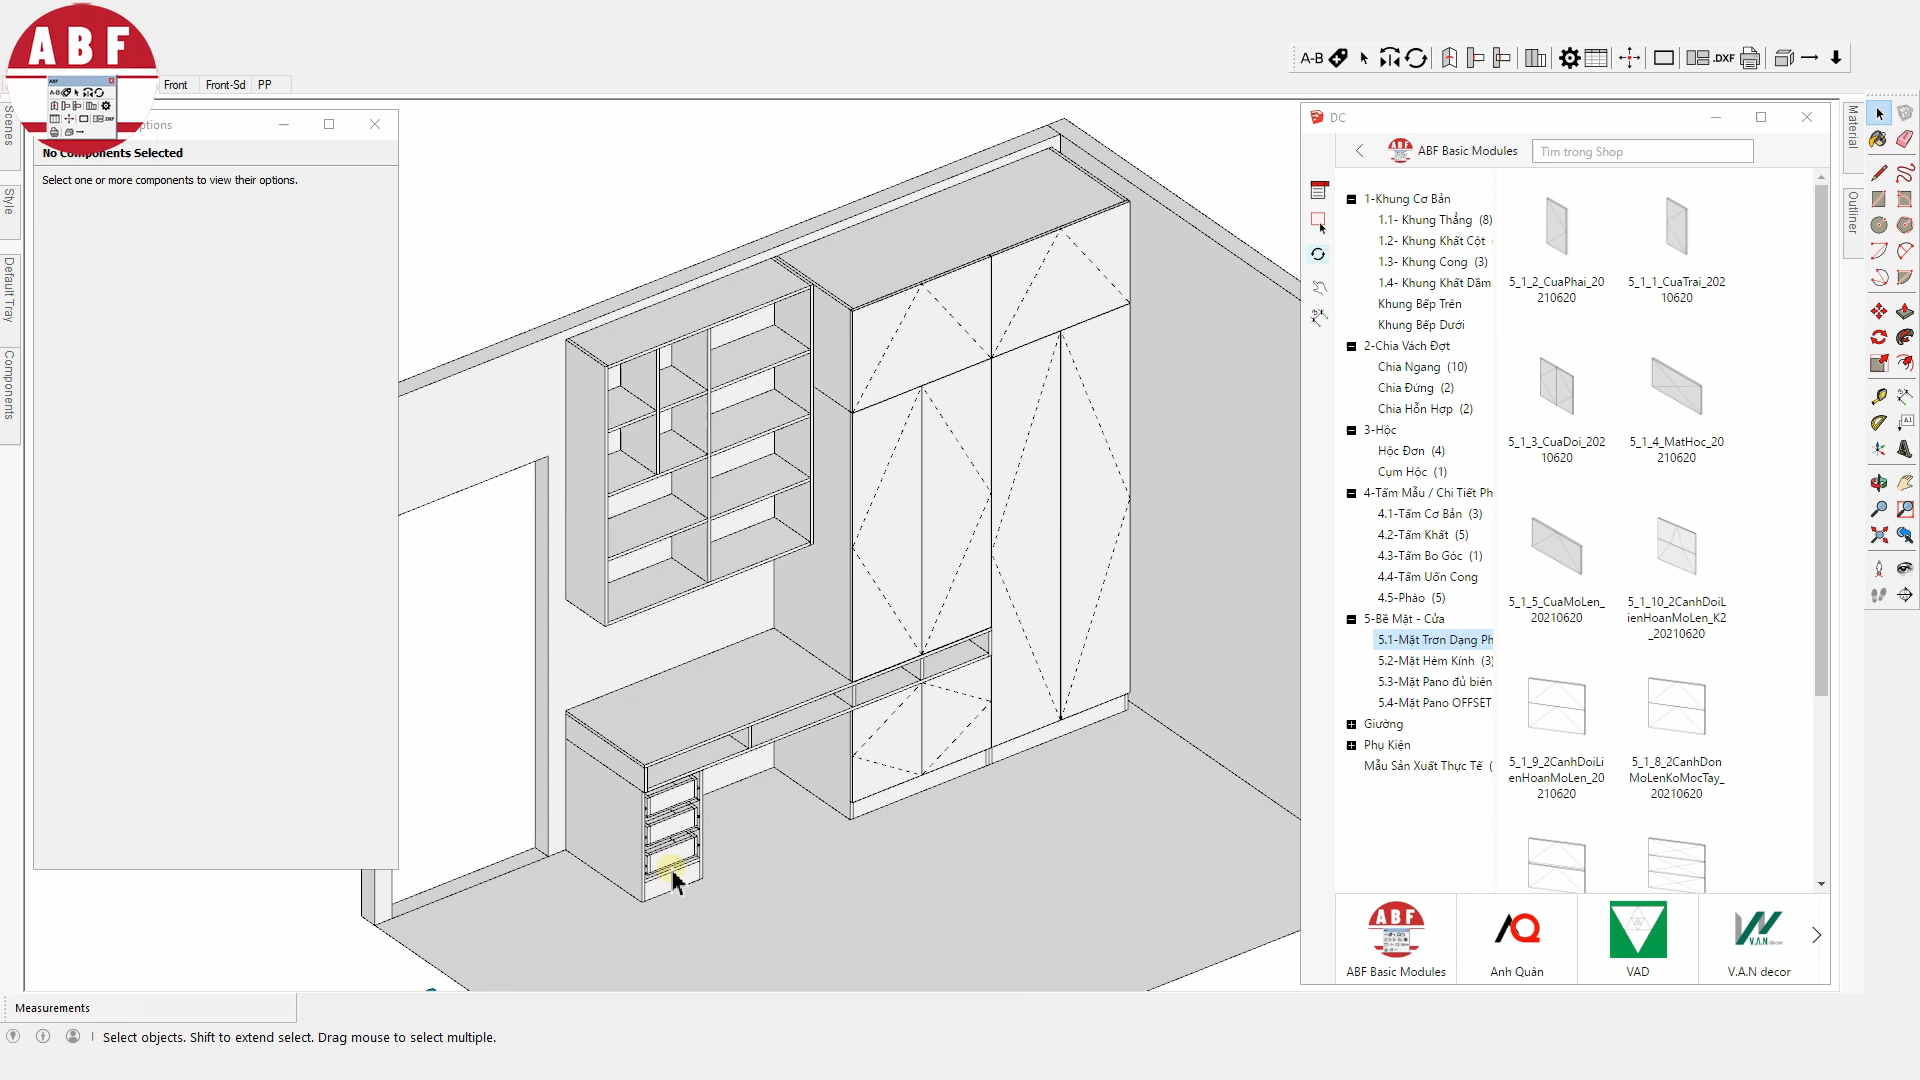 ABF
A-B
DXF
Front
Front-Sd
PP
ptions
No Components Selected
Select one or more components to view their options.
Scenes
Style
Default Tray
Components
DC
ABF Basic Modules
Tìm trong Shop
1-Khung Cơ Bản
1.1- Khung Thẳng (8)
1.2- Khung Khất Cột
1.3- Khung Cong (3)
1.4- Khung Khất Dầm
Khung Bếp Trên
Khung Bếp Dưới
2-Chia Vách Đợt
Chia Ngang (10)
Chia Đứng (2)
Chia Hỗn Hợp (2)
3-Hộc
Hộc Đơn (4)
Cụm Hộc (1)
4-Tấm Mẫu / Chi Tiết Ph
4.1-Tấm Cơ Bản (3)
4.2-Tấm Khất (5)
4.3-Tấm Bo Góc (1)
4.4-Tấm Uốn Cong
4.5-Phào (5)
5-Bề Mặt - Cửa
5.1-Mặt Trơn Dạng Ph
5.2-Mặt Hèm Kính (3)
5.3-Mặt Pano đủ biên
5.4-Mặt Pano OFFSET
Giường
Phụ Kiện
Mẫu Sản Xuất Thực Tế (
5_1_2_CuaPhai_20
210620
5_1_1_CuaTrai_202
10620
5_1_3_CuaDoi_202
10620
5_1_4_MatHoc_20
210620
5_1_5_CuaMoLen_
20210620
5_1_10_2CanhDoiL
ienHoanMoLen_K2
_20210620
5_1_9_2CanhDoiLi
enHoanMoLen_20
210620
5_1_8_2CanhDon
MoLenKoMocTay_
20210620
ABF
ABF Basic Modules
Anh Quân
VAD
V.A.N decor
V.A.N decor
Material
Outliner
Measurements
Select objects. Shift to extend select. Drag mouse to select multiple.